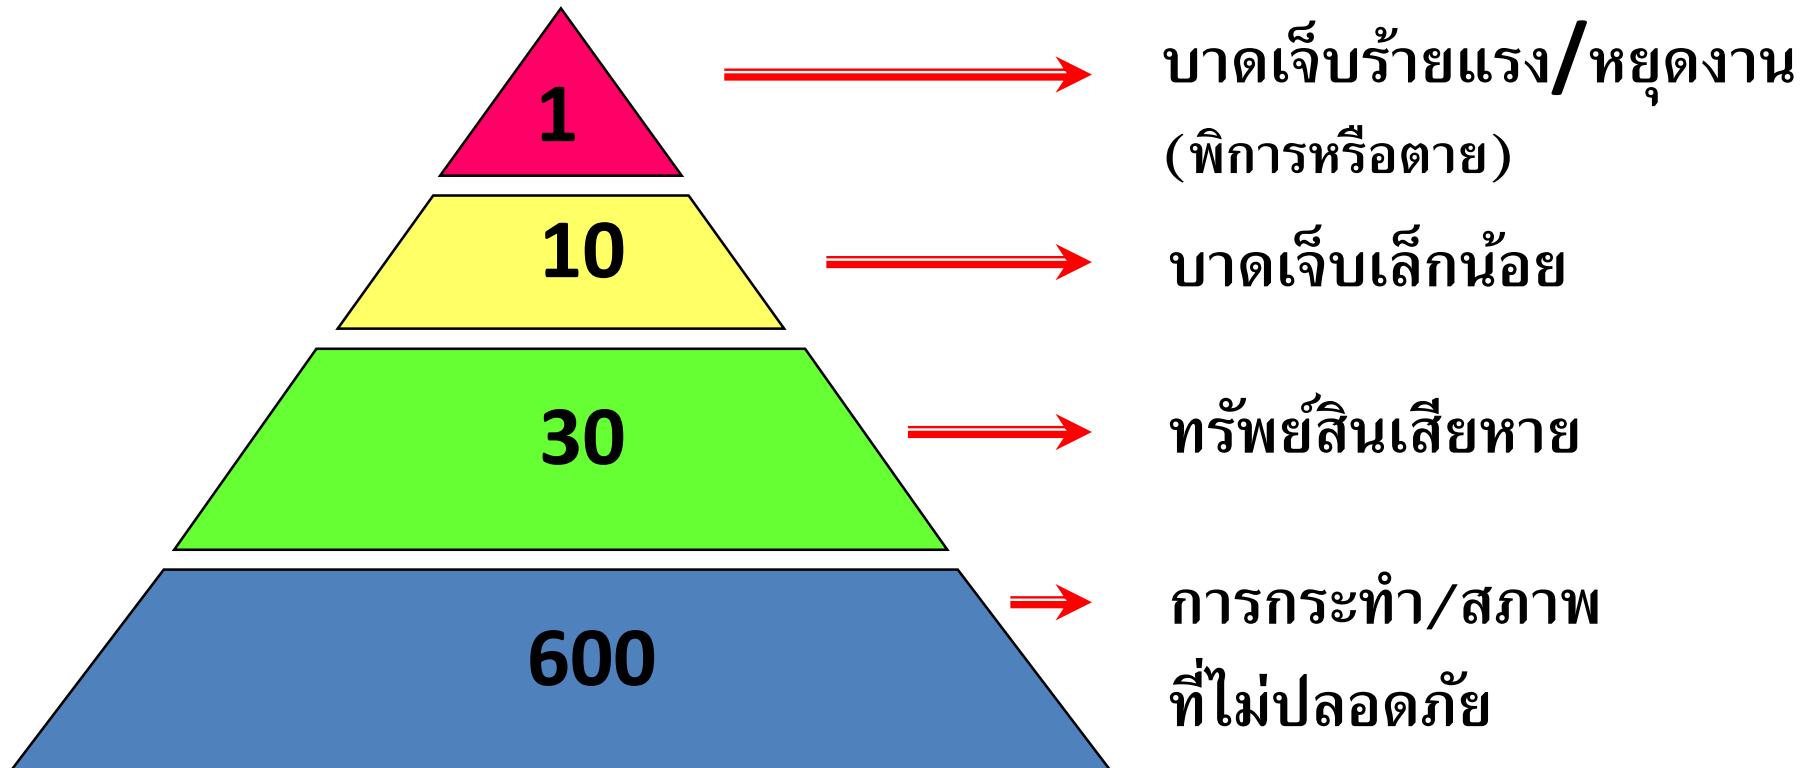 1
บาดเจ็บร้ายแรง/หยุดงาน
(พิการหรือตาย)
10
บาดเจ็บเล็กน้อย
30
ทรัพย์สินเสียหาย
600
การกระทำ/สภาพ
ที่ไม่ปลอดภัย